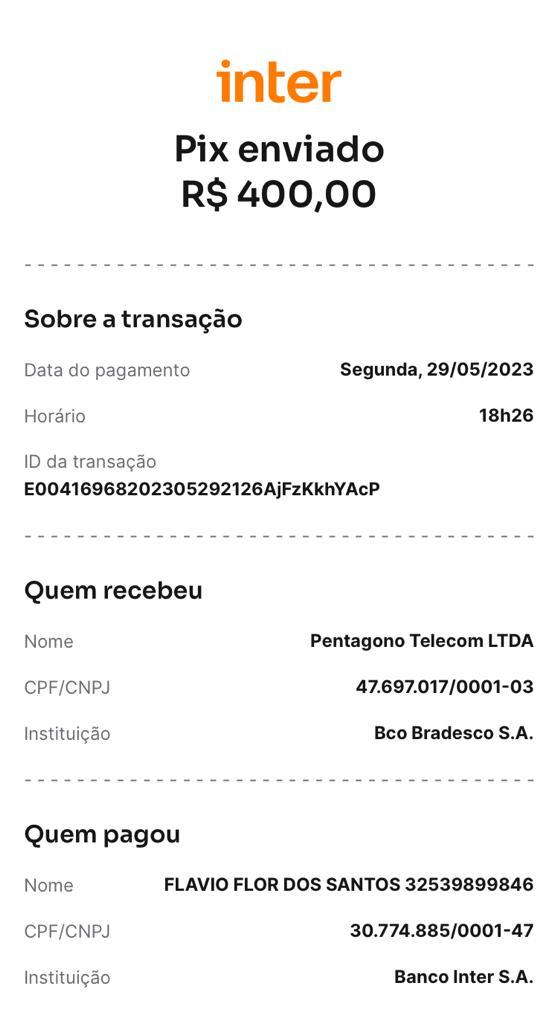 inter
Pix enviado
R$ 400,00
Sobre a transação
Data do pagamento Segunda, 29/05/2023
Horário 18h26
ID da transação
E00416968202305292126AjFzKkhYAcP
Quem recebeu
Nome Pentagono Telecom LTDA
CPF/CNPJ 47.697.017/0001-03
Instituição Bco Bradesco S.A.
Quem pagou
Nome FLAVIO FLOR DOS SANTOS 32539899846
CPF/CNPJ 30.774.885/0001-47
Instituição Banco Inter S.A.